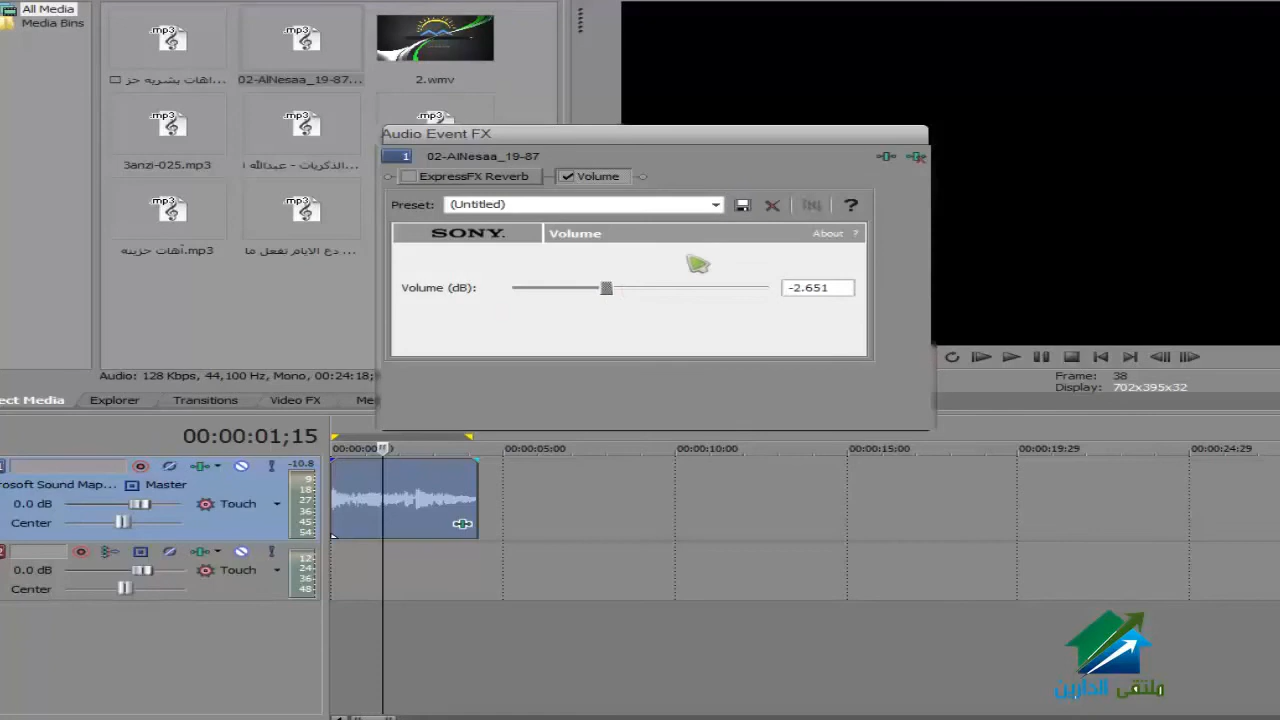 All Media
Media Bins
.mp3
.mp3
اهات بشريه حز...
02-AlNesaa_19-87...
2.wmv
.mp3
.mp3
.mp3
3anzi-025.mp3
...الذكريات - عبدالله ا
.mp3
.mp3
آهات حزينه.mp3
دع الايام تفعل ما ...
Audio Event FX
1
02-AlNesaa_19-87
ExpressFX Reverb
Volume
Preset:
(Untitled)
?
SONY.
Volume
About ?
Volume (dB):
-2.651
Audio: 128 Kbps, 44,100 Hz, Mono, 00:24:18;
Frame: 38
Display: 702x395x32
ect Media
Explorer
Transitions
Video FX
Me
00:00:01;15
00:00:00
00:00:05:00
00:00:10:00
00:00:15:00
00:00:19:29
00:00:24:29
1
-10.8
rosoft Sound Map...
Master
9
18
27
36
45
54
0.0 dB
Touch
Center
2
12
24
36
48
0.0 dB
Touch
Center
ملتقى الدارين